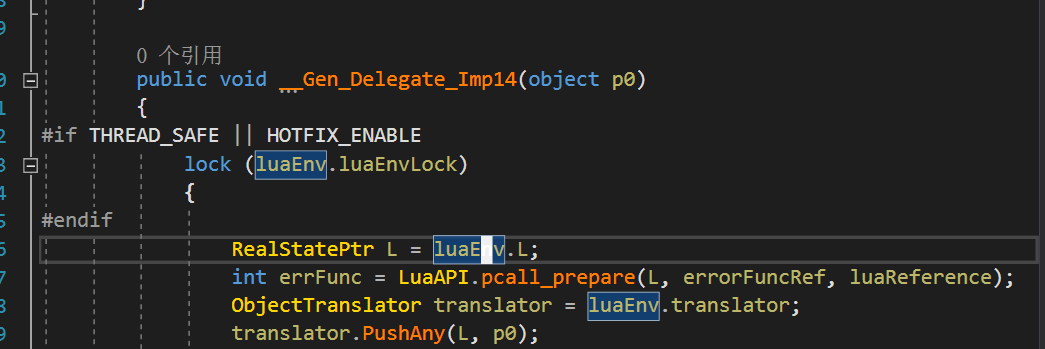 }
9
0 个引用
0 public void __Gen_Delegate_Imp14(object p0)
1 {
2 #if THREAD_SAFE || HOTFIX_ENABLE
3 lock (luaEnv.luaEnvLock)
4 {
5 #endif
6 RealStatePtr L = luaEnv.L;
7 int errFunc = LuaAPI.pcall_prepare(L, errorFuncRef, luaReference);
8 ObjectTranslator translator = luaEnv.translator;
9 translator.PushAny(L, p0);